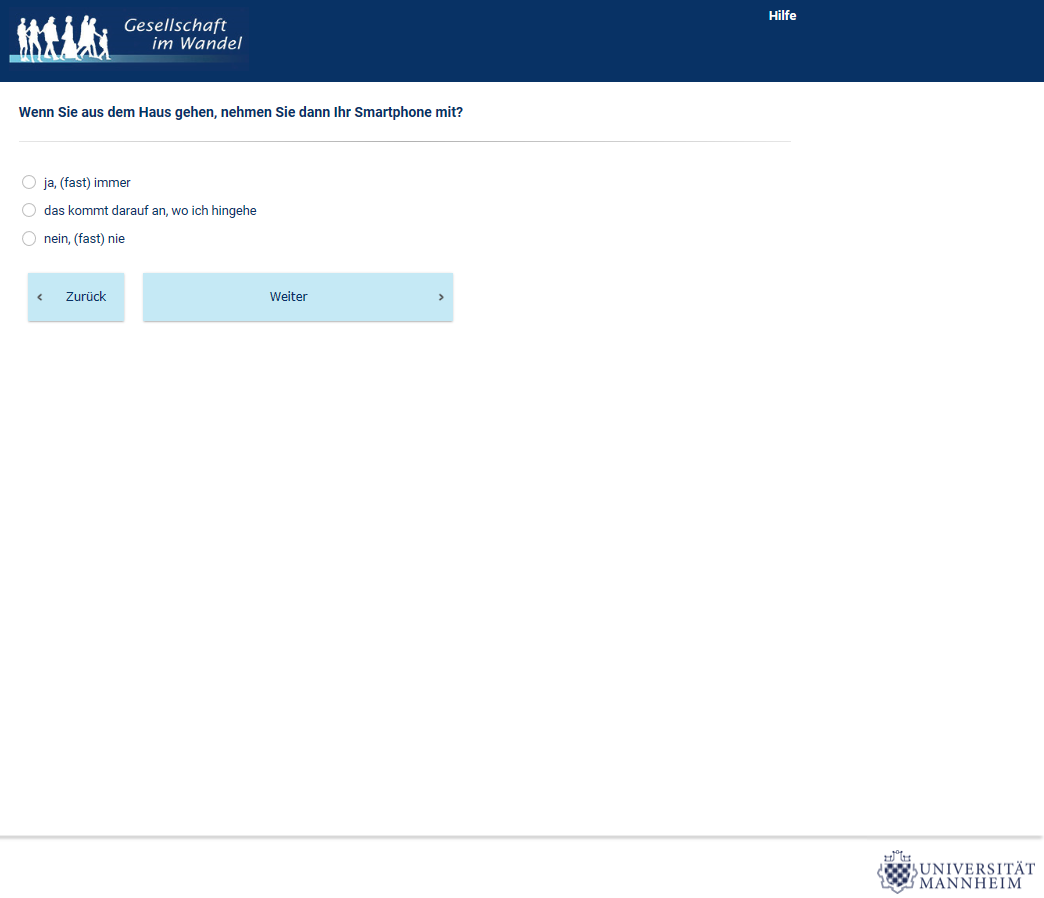 Gesellschaft
im Wandel
Hilfe
Wenn Sie aus dem Haus gehen, nehmen Sie dann Ihr Smartphone mit?
ja, (fast) immer
das kommt darauf an, wo ich hingehe
nein, (fast) nie
‹ Zurück
Weiter ›
UNIVERSITÄT
MANNHEIM